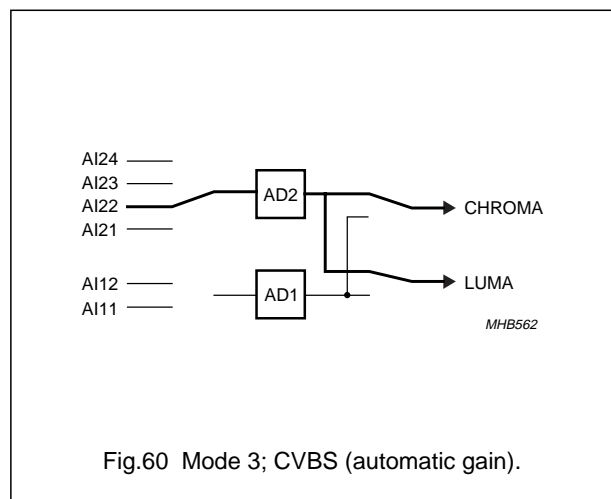 AI24
AI23
AI22
AI21
AD2
CHROMA
AI12
AI11
AD1
LUMA
MHB562
Fig.60 Mode 3; CVBS (automatic gain).